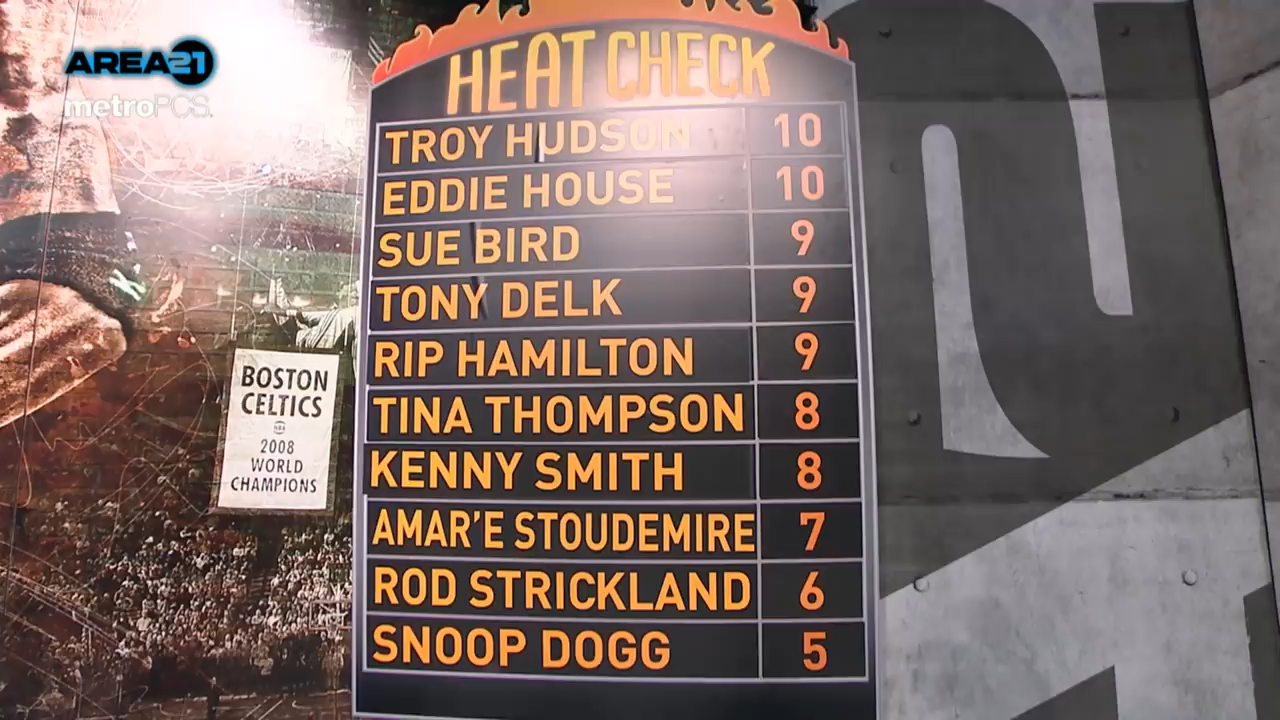 AREA21
metroPCS.
HEAT CHECK
TROY HUDSON 10
EDDIE HOUSE 10
SUE BIRD 9
TONY DELK 9
RIP HAMILTON 9
TINA THOMPSON 8
KENNY SMITH 8
AMAR'E STOUDEMIRE 7
ROD STRICKLAND 6
SNOOP DOGG 5
BOSTON
CELTICS
NBA
2008
WORLD
CHAMPIONS